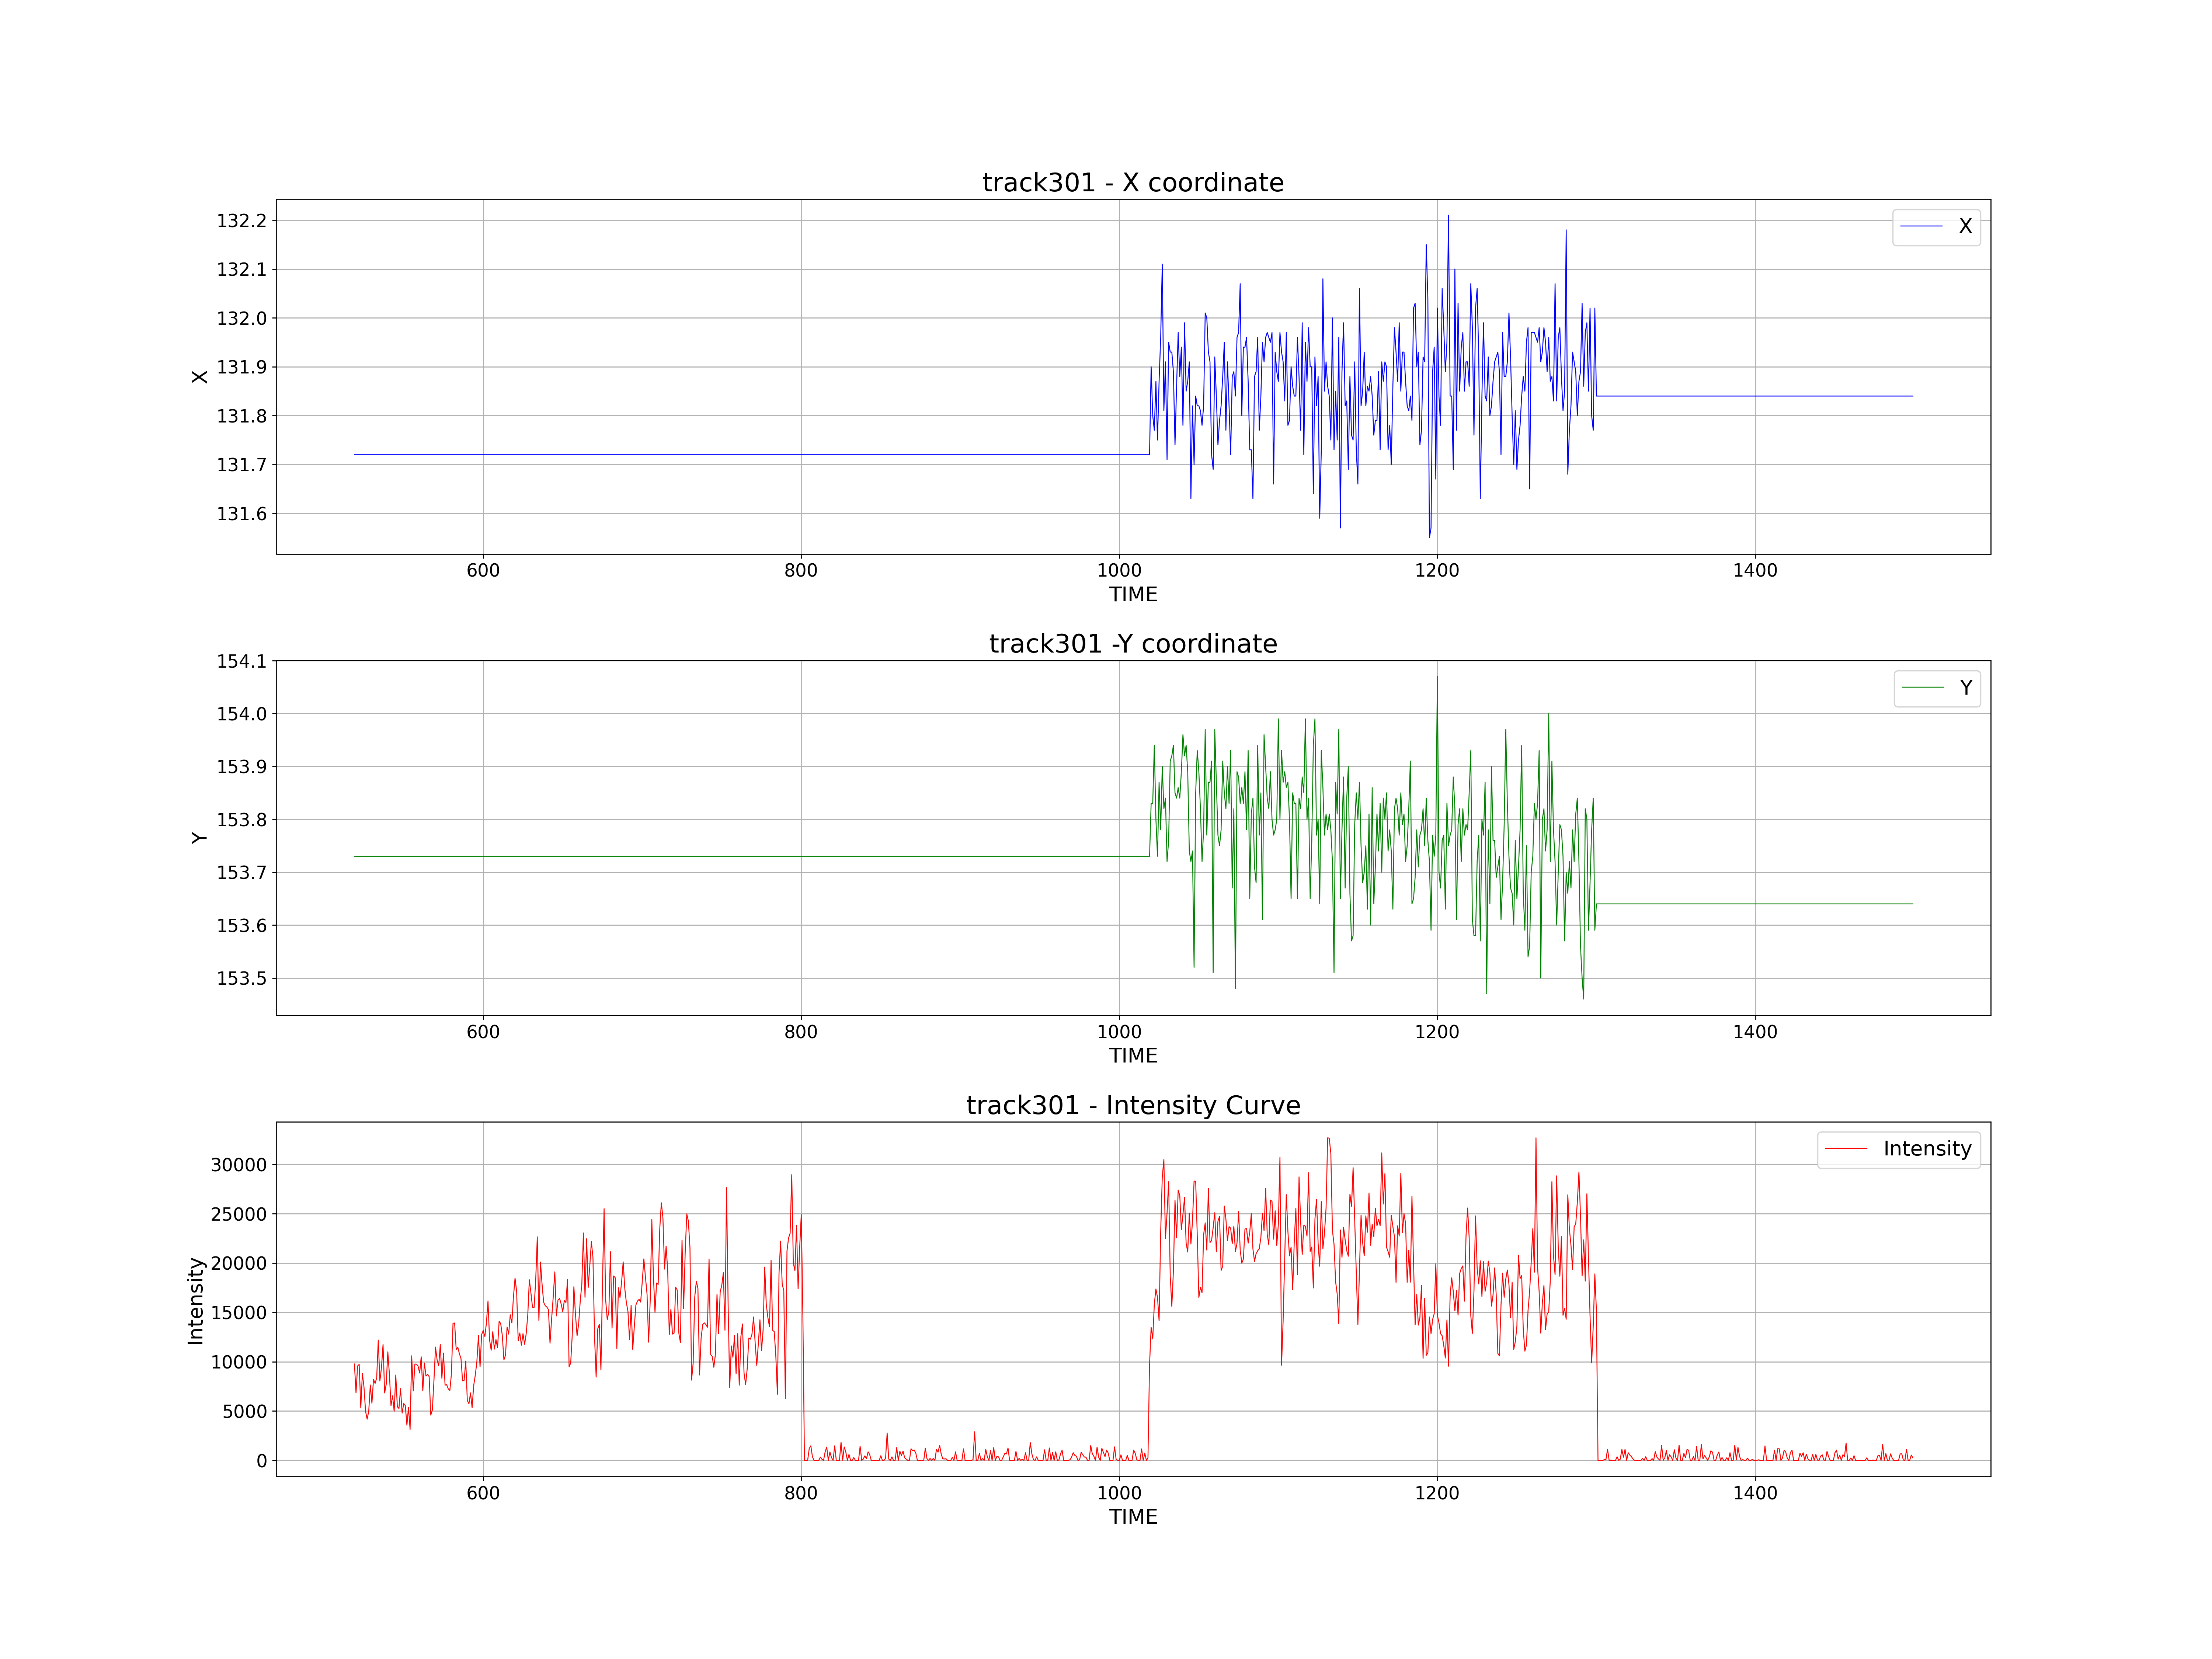 track301 - X coordinate
132.2
132.1
132.0
131.9
131.8
131.7
131.6
X
X
600 800 1000 1200 1400
TIME
track301 -Y coordinate
154.1
154.0
153.9
153.8
153.7
153.6
153.5
Y
Y
600 800 1000 1200 1400
TIME
track301 - Intensity Curve
30000
25000
20000
15000
10000
5000
0
Intensity
Intensity
600 800 1000 1200 1400
TIME